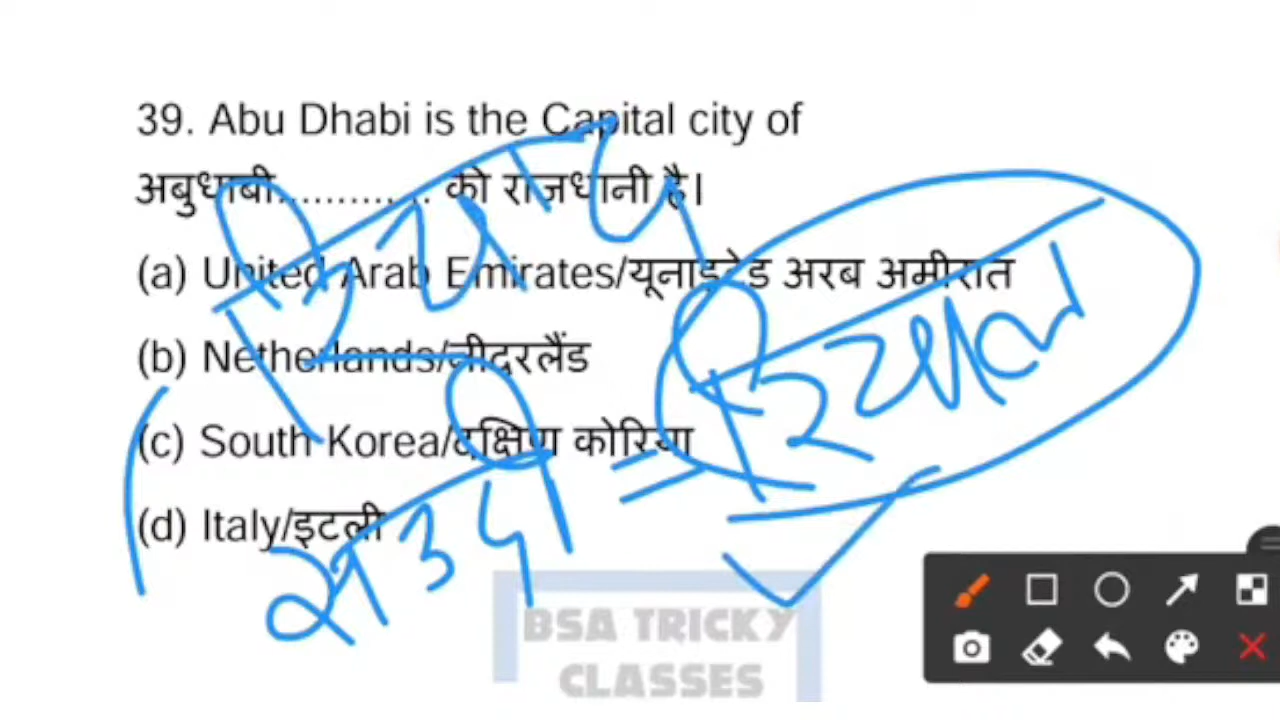 39. Abu Dhabi is the Capital city of
अबुधाबी.............. की राजधानी है।
(a) United Arab Emirates/यूनाइटेड अरब अमीरात
(b) Netherlands/नीदरलैंड
(c) South Korea/दक्षिण कोरिया
(d) Italy/इटली
BSA TRICKY
CLASSES